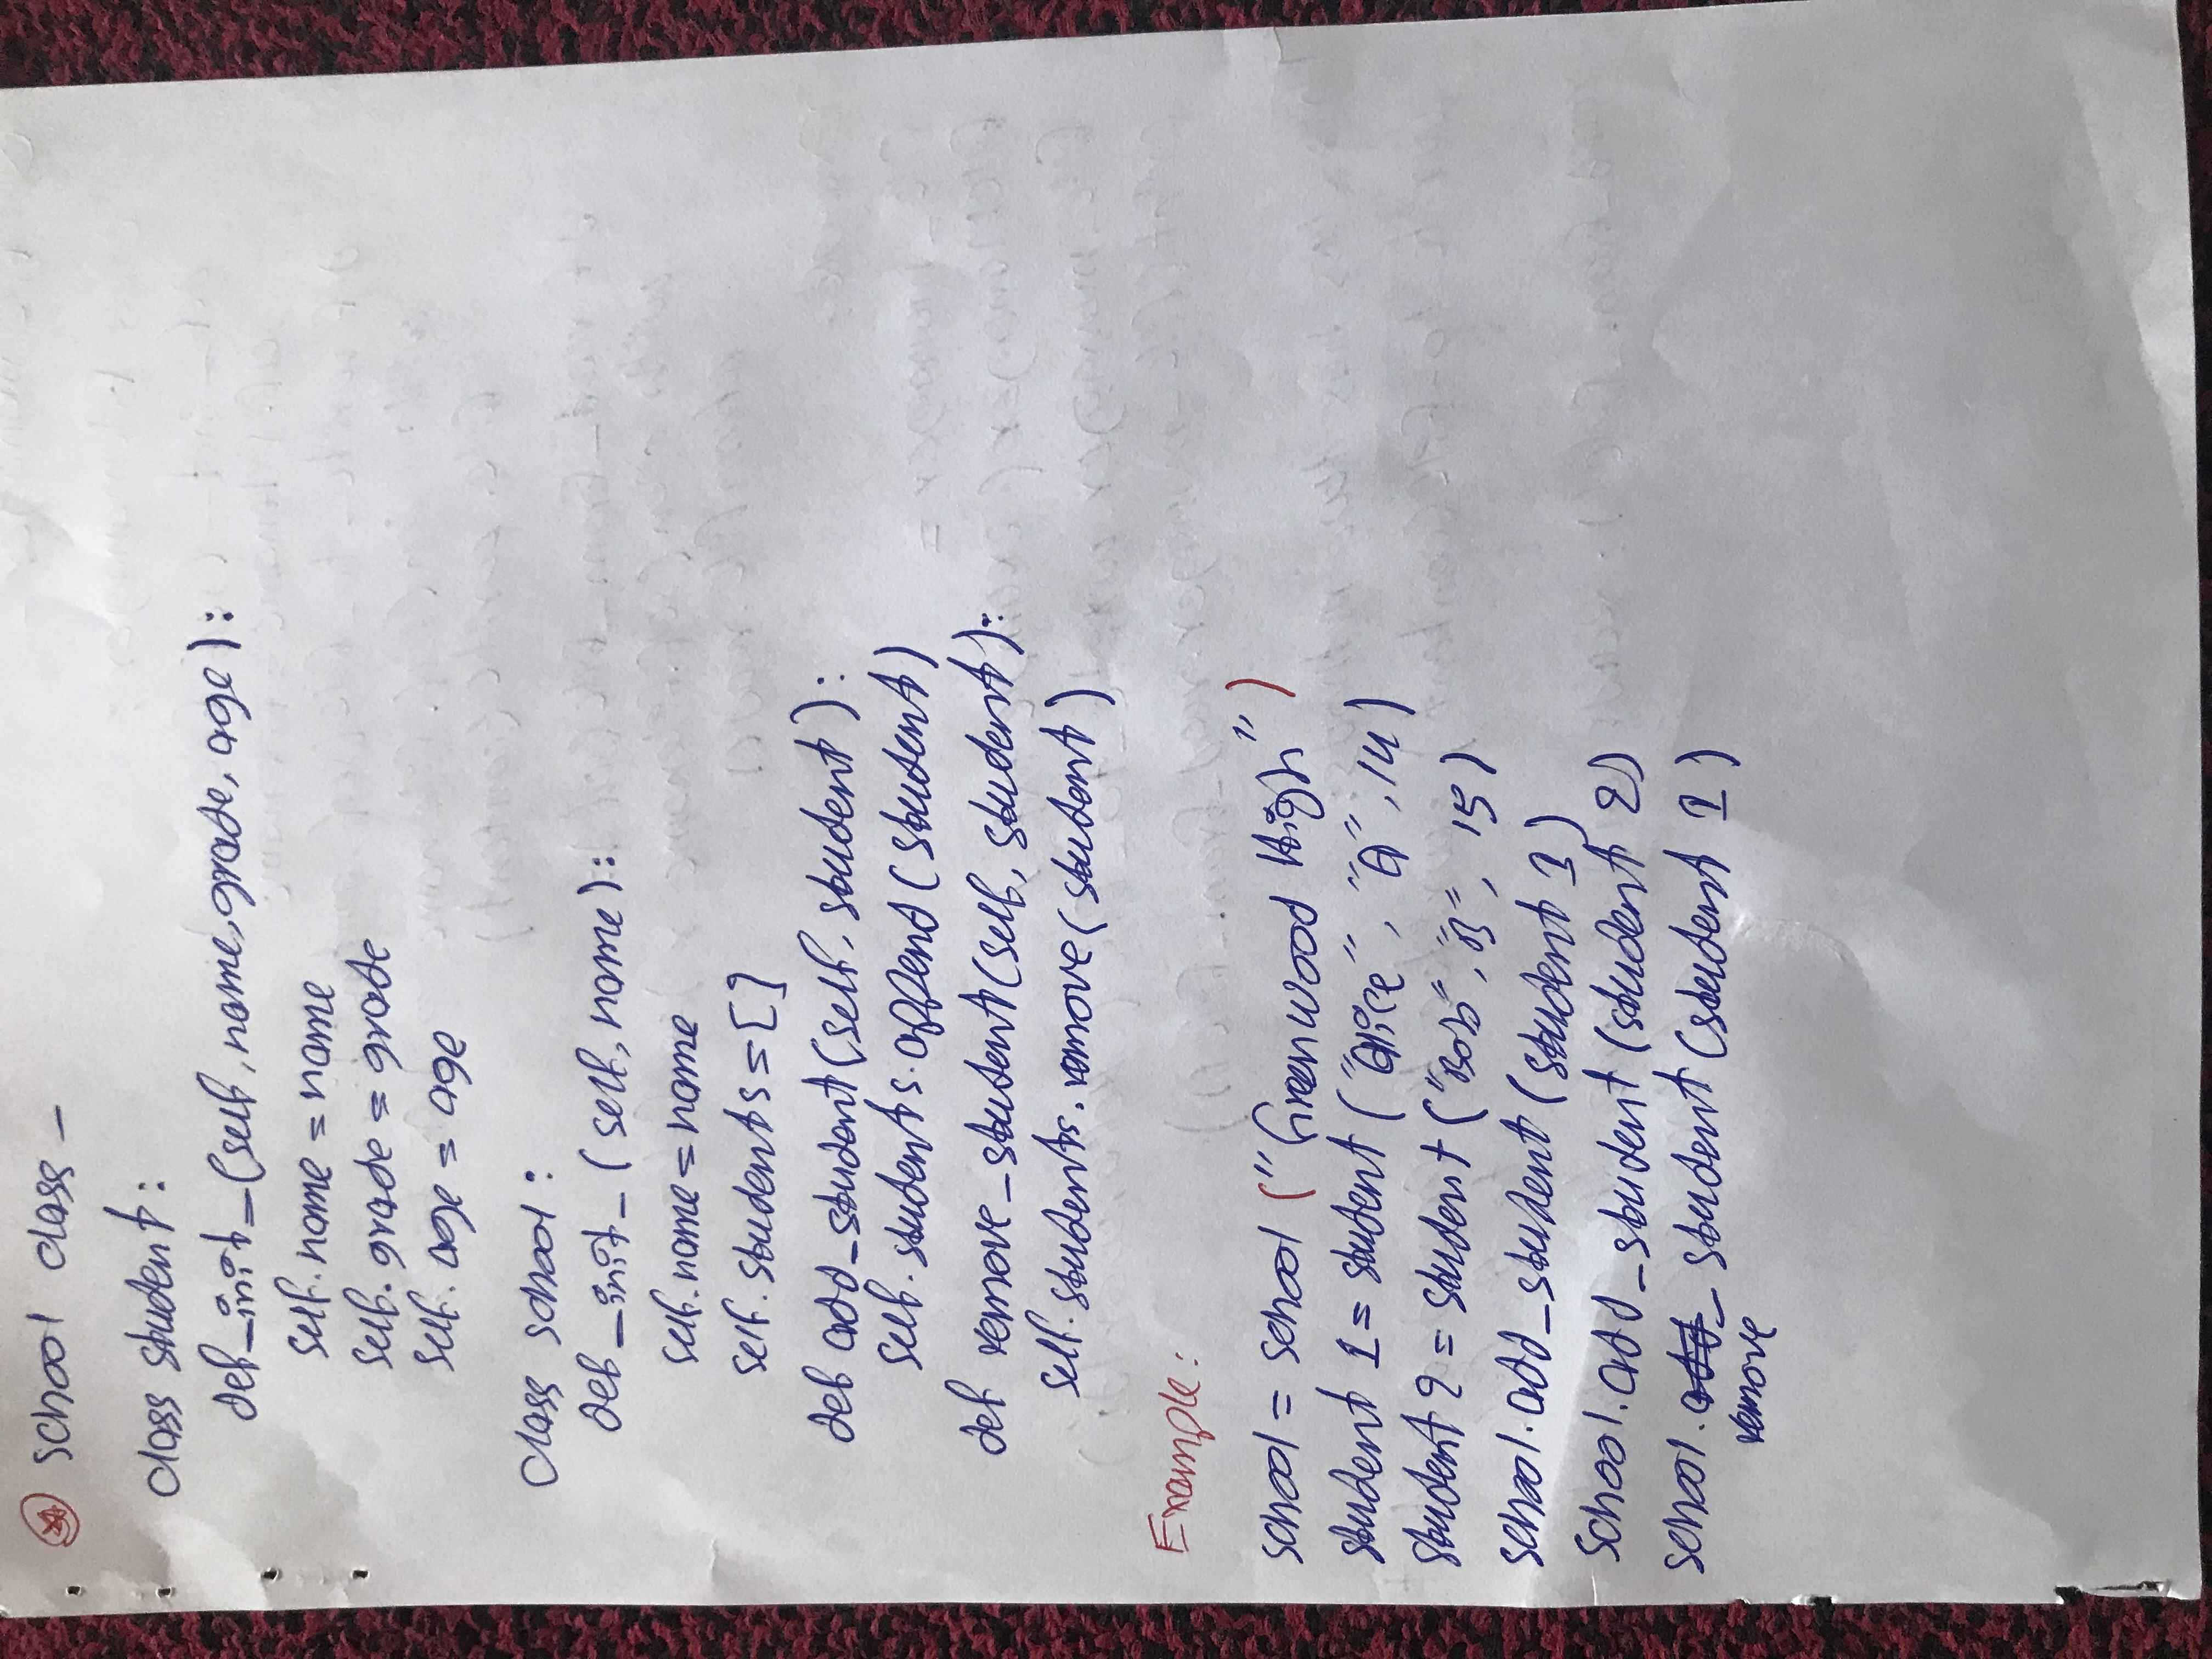 School class -
class student:
def_init_(self, name, grade, age):
self.name = name
self.grade = grade
self.age = age
class school:
def_init_(self, name):
self.name = name
self.students = []
def add_student(self, student):
self.students.append(student)
def remove_student(self, student):
self.students.remove(student)
Example:
school = school ("Greenwood High")
student 1 = student ("Alice", "A", 14)
student 2 = student ("Bob", "B", 15)
school.add_student (student 1)
School.add_student (student 2)
school.add_student (student 1)
remove